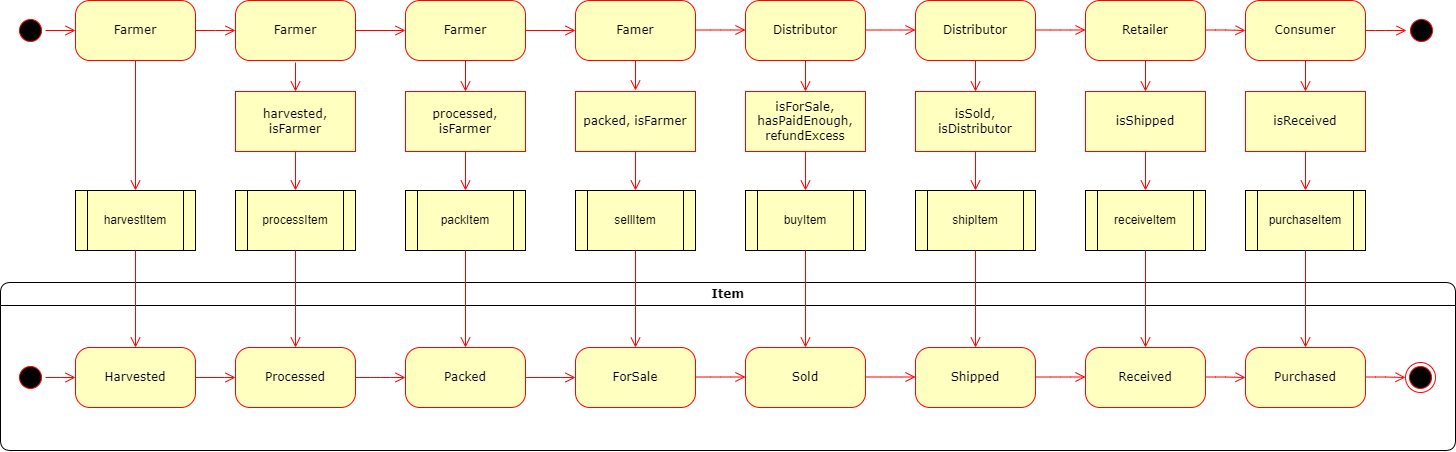 Farmer
Farmer
Farmer
Famer
Distributor
Distributor
Retailer
Consumer
harvested,
isFarmer
processed,
isFarmer
packed, isFarmer
isForSale,
hasPaidEnough,
refundExcess
isSold,
isDistributor
isShipped
isReceived
harvestItem
processItem
packItem
sellItem
buyItem
shipItem
receiveItem
purchaseItem
Item
Harvested
Processed
Packed
ForSale
Sold
Shipped
Received
Purchased